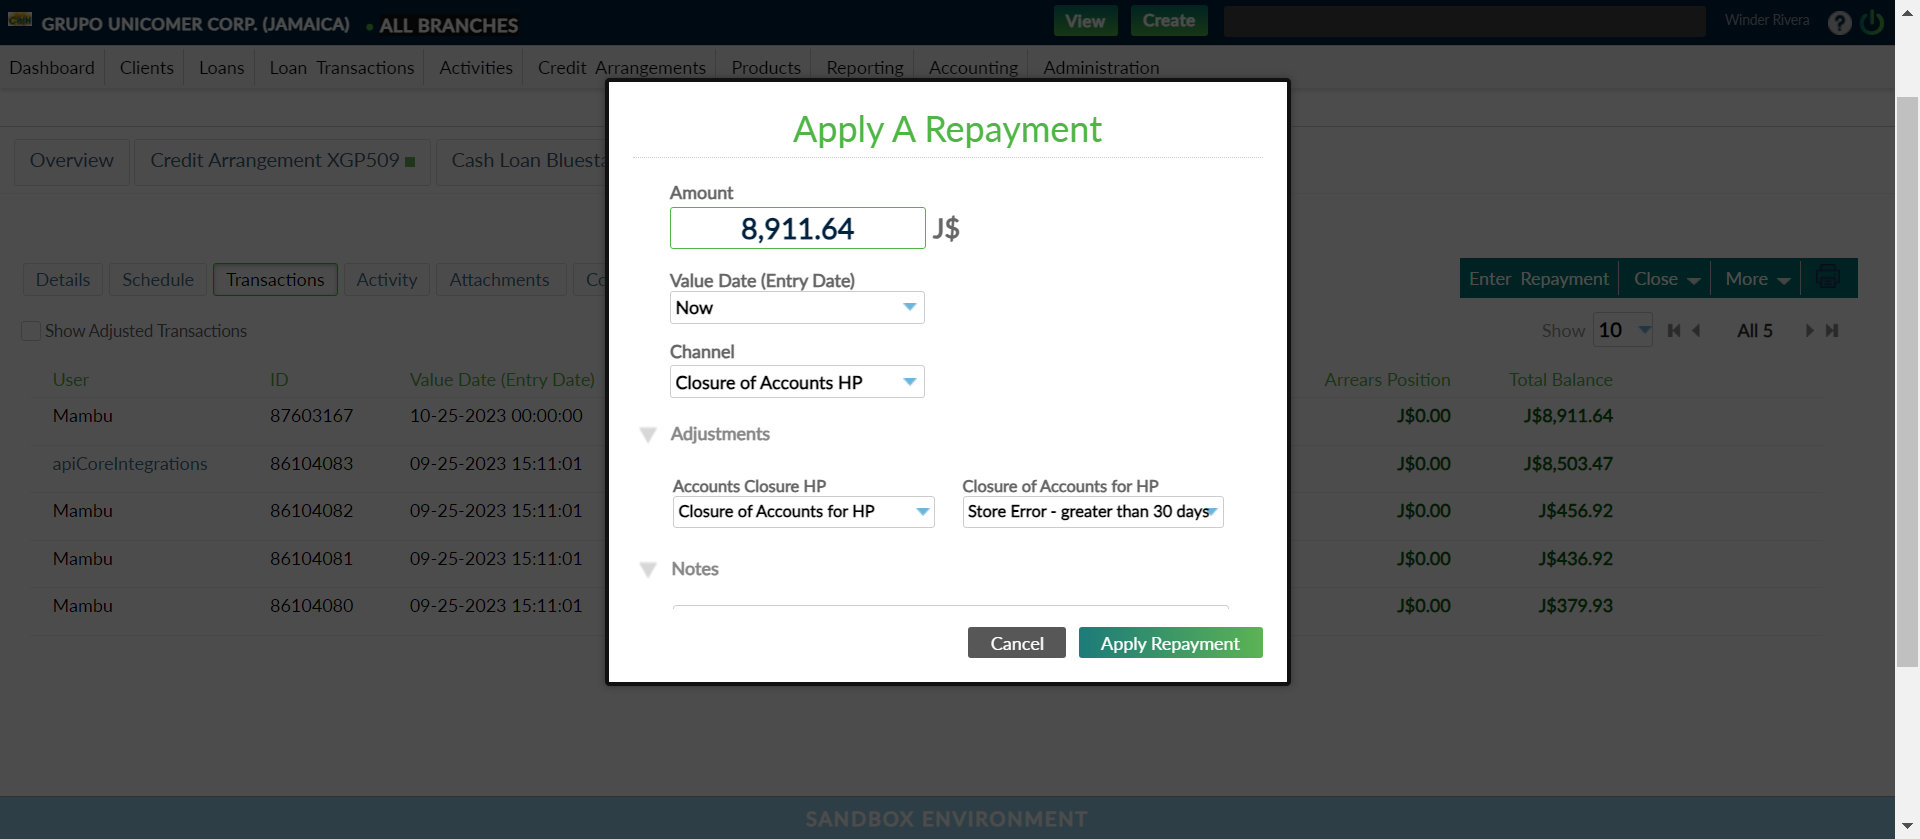 GRUPO UNICOMER CORP. (JAMAICA) ALL BRANCHES View Create Winder Rivera ?
Dashboard Clients Loans Loan Transactions Activities Credit Arrangements Products Reporting Accounting Administration
Overview Credit Arrangement XGP509 Cash Loan
Details Schedule Transactions Activity Attachments
Enter Repayment Close More
Show Adjusted Transactions
Show 10 All 5
User ID Value Date (Entry Date) Arrears Position Total Balance
Mambu 87603167 10-25-2023 00:00:00 J$0.00 J$8,911.64
apiCoreIntegrations 86104083 09-25-2023 15:11:01 J$0.00 J$8,503.47
Mambu 86104082 09-25-2023 15:11:01 J$0.00 J$456.92
Mambu 86104081 09-25-2023 15:11:01 J$0.00 J$436.92
Mambu 86104080 09-25-2023 15:11:01 J$0.00 J$379.93
Apply A Repayment
Amount
8,911.64 J$
Value Date (Entry Date)
Now
Channel
Closure of Accounts HP
Adjustments
Accounts Closure HP Closure of Accounts for HP
Closure of Accounts for HP Store Error - greater than 30 days
Notes
Cancel Apply Repayment
SANDBOX ENVIRONMENT